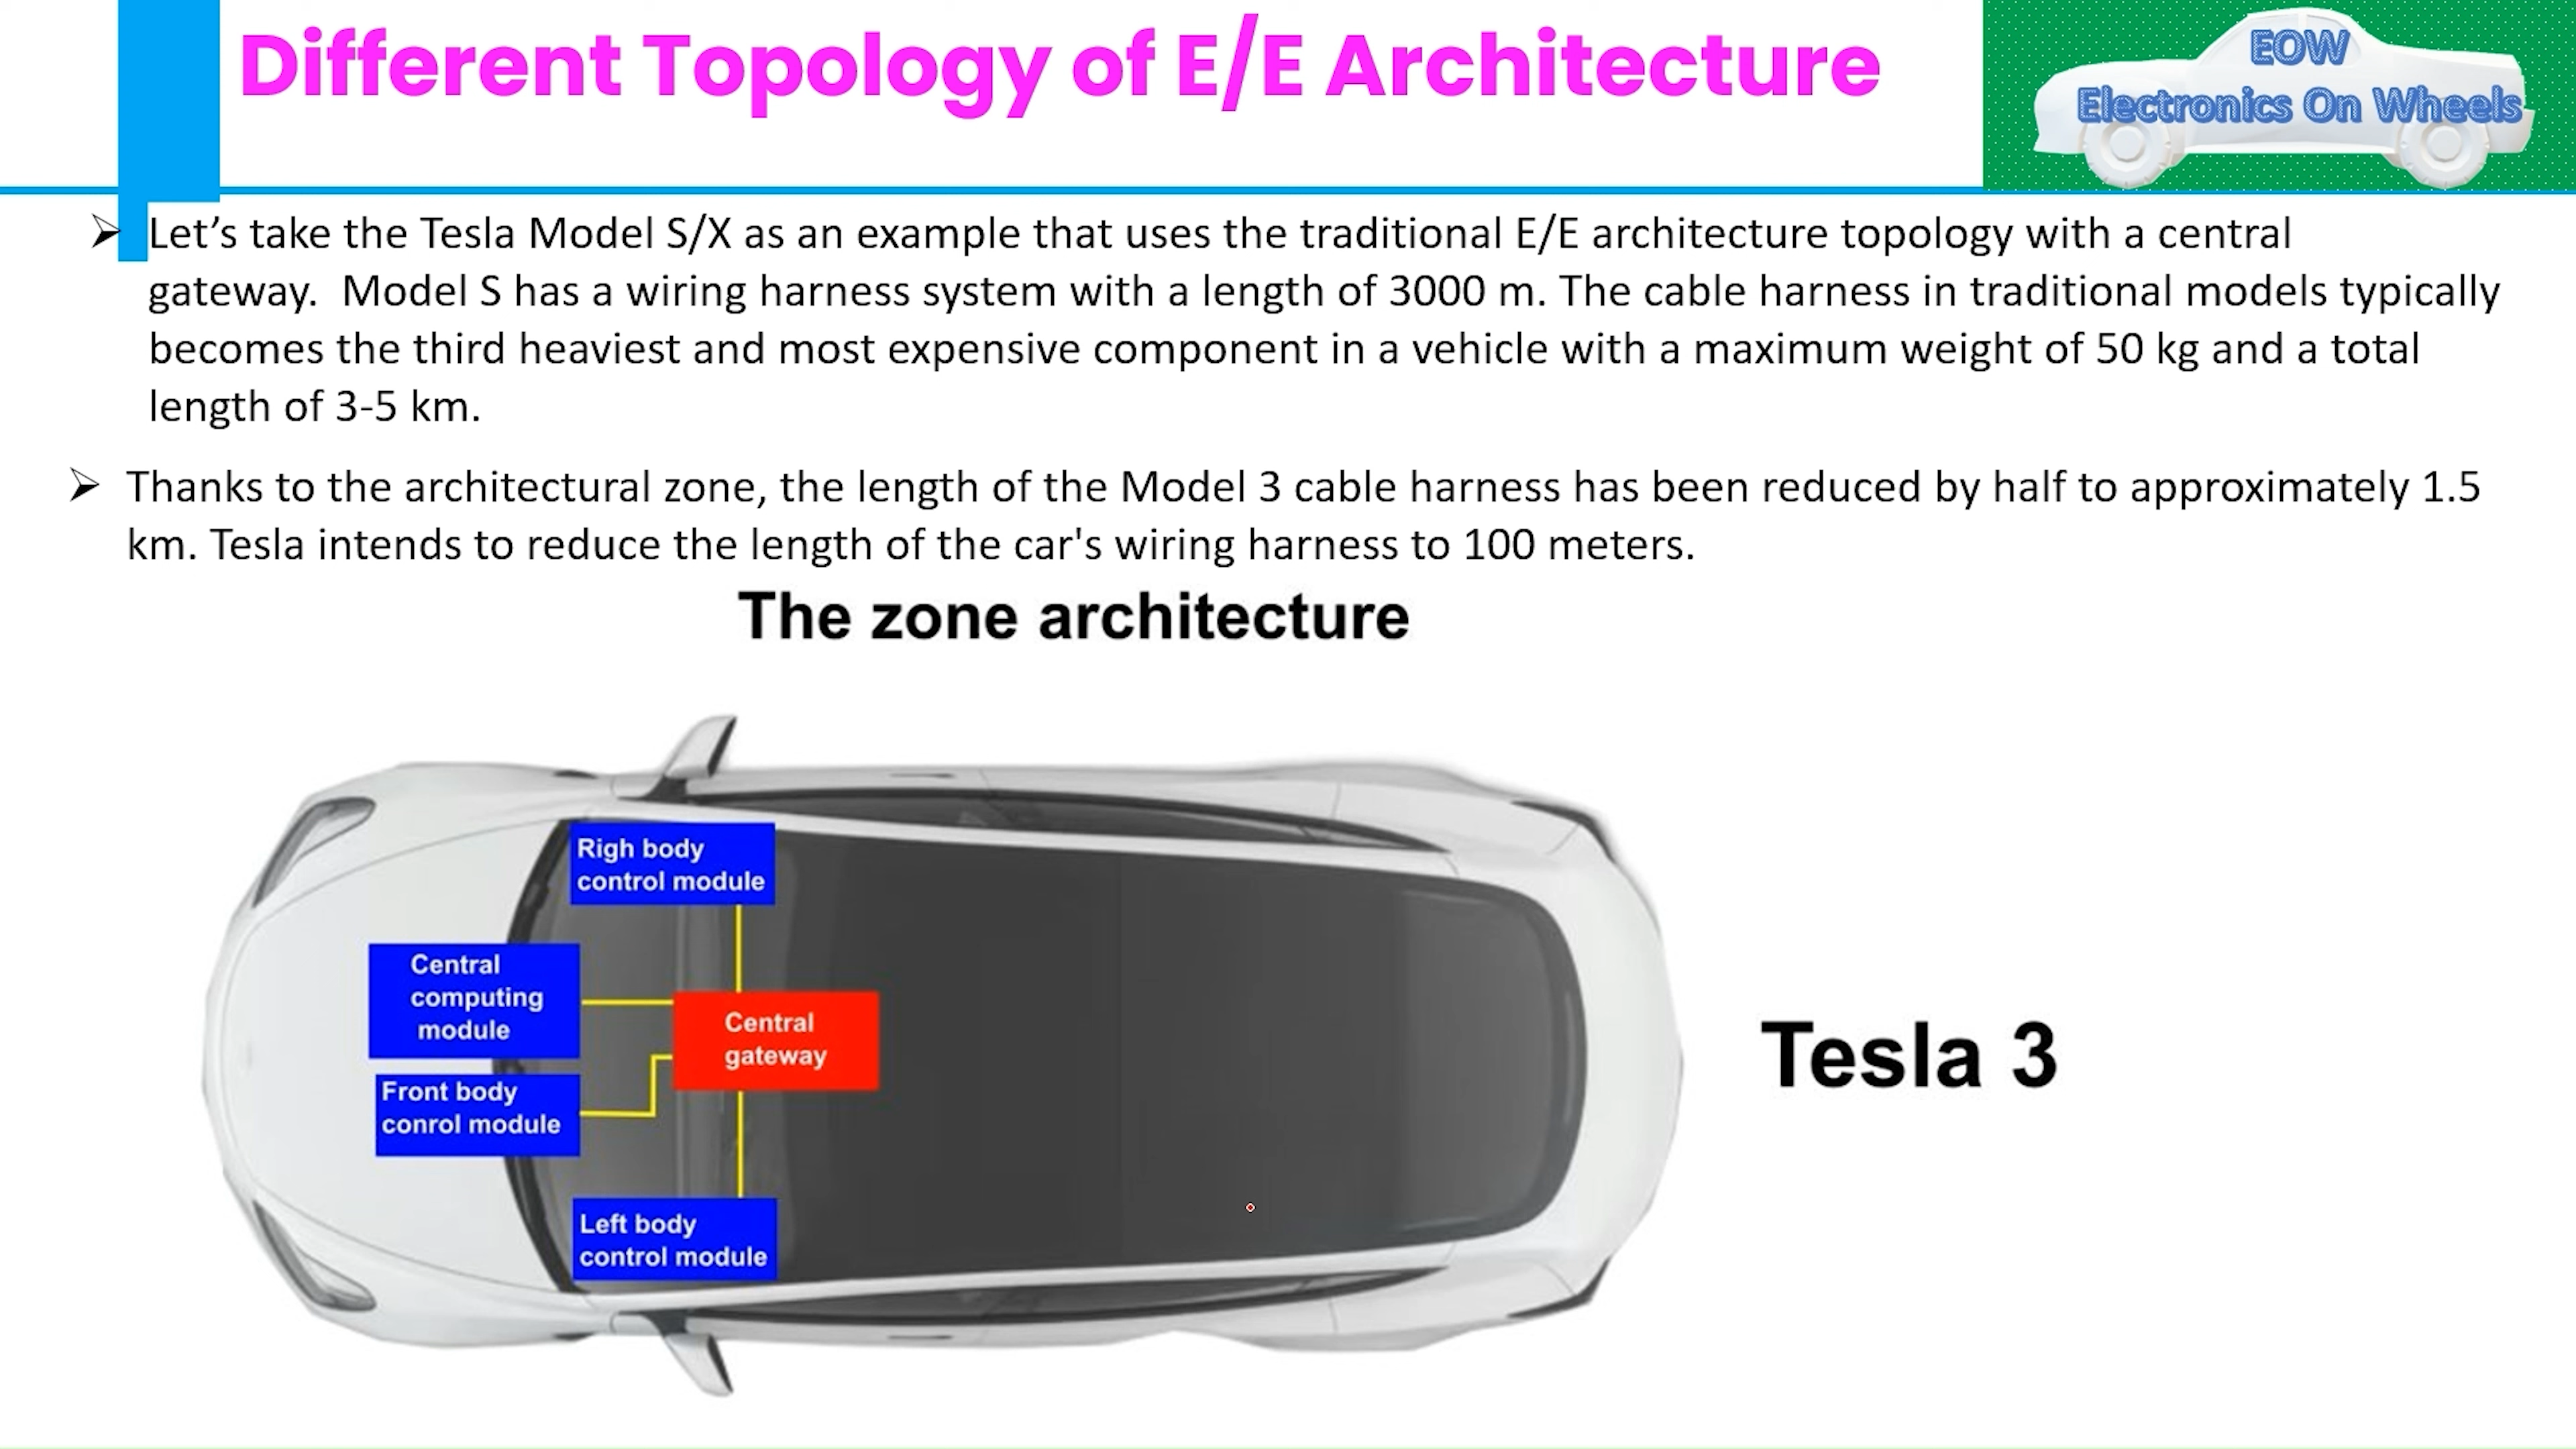 Different Topology of E/E Architecture
EOW
Electronics On Wheels
Let’s take the Tesla Model S/X as an example that uses the traditional E/E architecture topology with a central
gateway.  Model S has a wiring harness system with a length of 3000 m. The cable harness in traditional models typically
becomes the third heaviest and most expensive component in a vehicle with a maximum weight of 50 kg and a total
length of 3-5 km.
Thanks to the architectural zone, the length of the Model 3 cable harness has been reduced by half to approximately 1.5
km. Tesla intends to reduce the length of the car's wiring harness to 100 meters.
The zone architecture
Righ body
control module
Central
computing
module
Central
gateway
Front body
conrol module
Left body
control module
Tesla 3